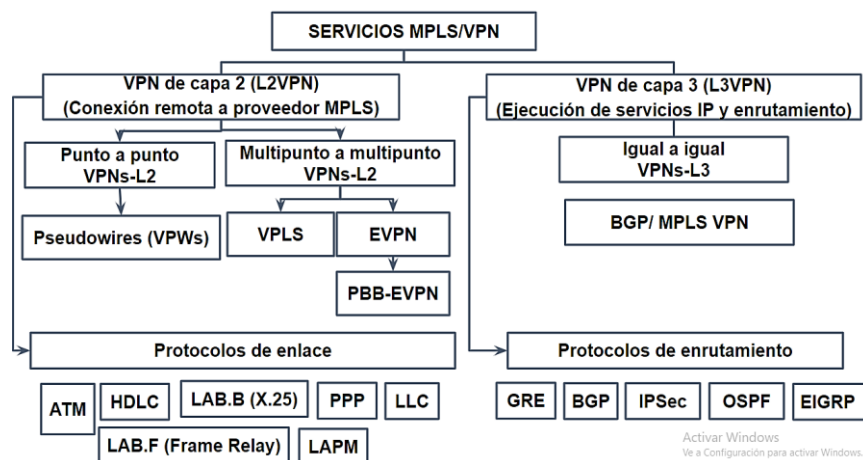 SERVICIOS MPLS/VPN
VPN de capa 2 (L2VPN)
(Conexión remota a proveedor MPLS)
VPN de capa 3 (L3VPN)
(Ejecución de servicios IP y enrutamiento)
Punto a punto
VPNs-L2
Multipunto a multipunto
VPNs-L2
Igual a igual
VPNs-L3
Pseudowires (VPWs)
VPLS
EVPN
BGP/ MPLS VPN
PBB-EVPN
Protocolos de enlace
Protocolos de enrutamiento
ATM
HDLC
LAB.B (X.25)
PPP
LLC
GRE
BGP
IPSec
OSPF
EIGRP
LAB.F (Frame Relay)
LAPM
Activar Windows
Ve a Configuración para activar Windows.